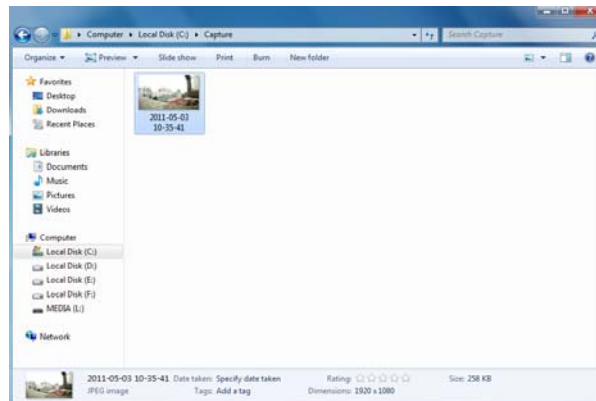 Computer ▸ Local Disk (C:) ▸ Capture
Search Capture
Organize Preview Slide show Print Burn New folder
Favorites
Desktop
Downloads
Recent Places
Libraries
Documents
Music
Pictures
Videos
Computer
Local Disk (C:)
Local Disk (D:)
Local Disk (E:)
Local Disk (F:)
MEDIA (L:)
Network
2011-05-03
10-35-41
2011-05-03 10-35-41 Date taken: Specify date taken Rating: Size: 258 KB
JPEG image Tags: Add a tag Dimensions: 1920 x 1080